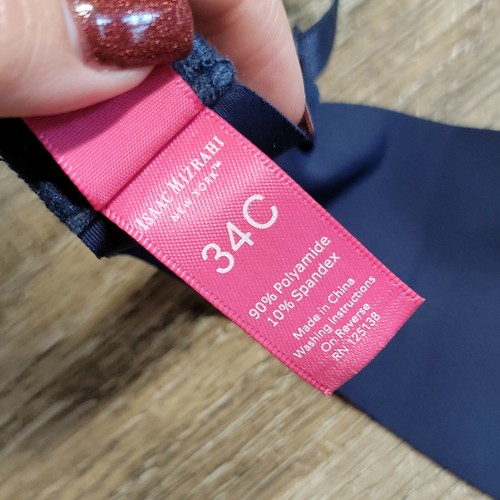 ISAAC MIZRAHI
NEW YORK™
34C
90% Polyamide
10% Spandex
Made in China
Washing Instructions
On Reverse
RN 125138